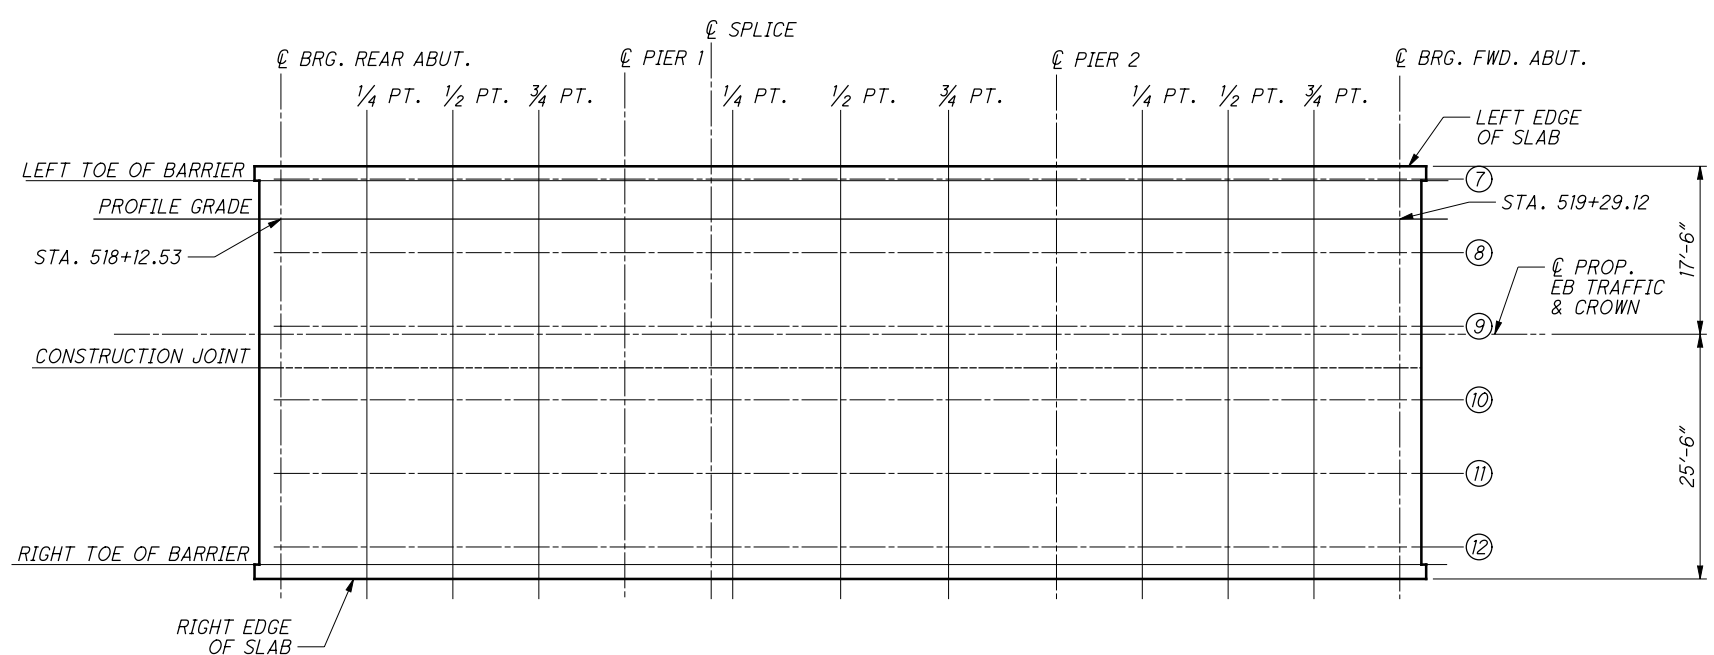 ℄ SPLICE
℄ BRG. REAR ABUT.
℄ PIER 1
℄ PIER 2
℄ BRG. FWD. ABUT.
1/4 PT.
1/2 PT.
3/4 PT.
1/4 PT.
1/2 PT.
3/4 PT.
1/4 PT.
1/2 PT.
3/4 PT.
LEFT EDGE
OF SLAB
LEFT TOE OF BARRIER
7
PROFILE GRADE
STA. 519+29.12
STA. 518+12.53
8
17'-6"
℄ PROP.
EB TRAFFIC
& CROWN
9
CONSTRUCTION JOINT
10
25'-6"
11
RIGHT TOE OF BARRIER
12
RIGHT EDGE
OF SLAB